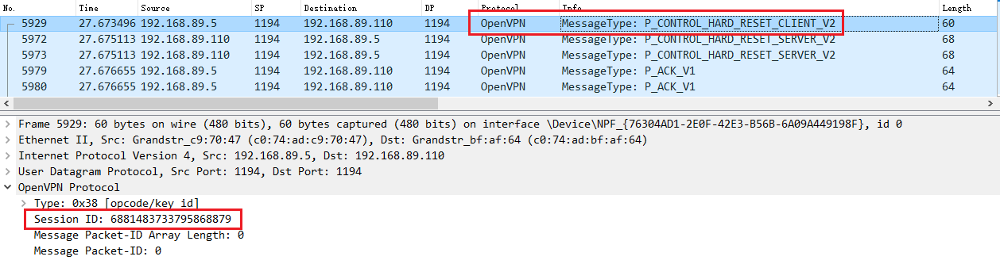 No. Time Source SP Destination DP Protocol Info Length
5929 27.673496 192.168.89.5 1194 192.168.89.110 1194 OpenVPN MessageType: P_CONTROL_HARD_RESET_CLIENT_V2 60
5972 27.675113 192.168.89.110 1194 192.168.89.5 1194 OpenVPN MessageType: P_CONTROL_HARD_RESET_SERVER_V2 68
5973 27.675113 192.168.89.110 1194 192.168.89.5 1194 OpenVPN MessageType: P_CONTROL_HARD_RESET_SERVER_V2 68
5979 27.676655 192.168.89.5 1194 192.168.89.110 1194 OpenVPN MessageType: P_ACK_V1 64
5980 27.676655 192.168.89.5 1194 192.168.89.110 1194 OpenVPN MessageType: P_ACK_V1 64
Frame 5929: 60 bytes on wire (480 bits), 60 bytes captured (480 bits) on interface \Device\NPF_{76304AD1-2E0F-42E3-B56B-6A09A449198F}, id 0
Ethernet II, Src: Grandstr_c9:70:47 (c0:74:ad:c9:70:47), Dst: Grandstr_bf:af:64 (c0:74:ad:bf:af:64)
Internet Protocol Version 4, Src: 192.168.89.5, Dst: 192.168.89.110
User Datagram Protocol, Src Port: 1194, Dst Port: 1194
OpenVPN Protocol
Type: 0x38 [opcode/key id]
Session ID: 6881483733795868879
Message Packet-ID Array Length: 0
Message Packet-ID: 0